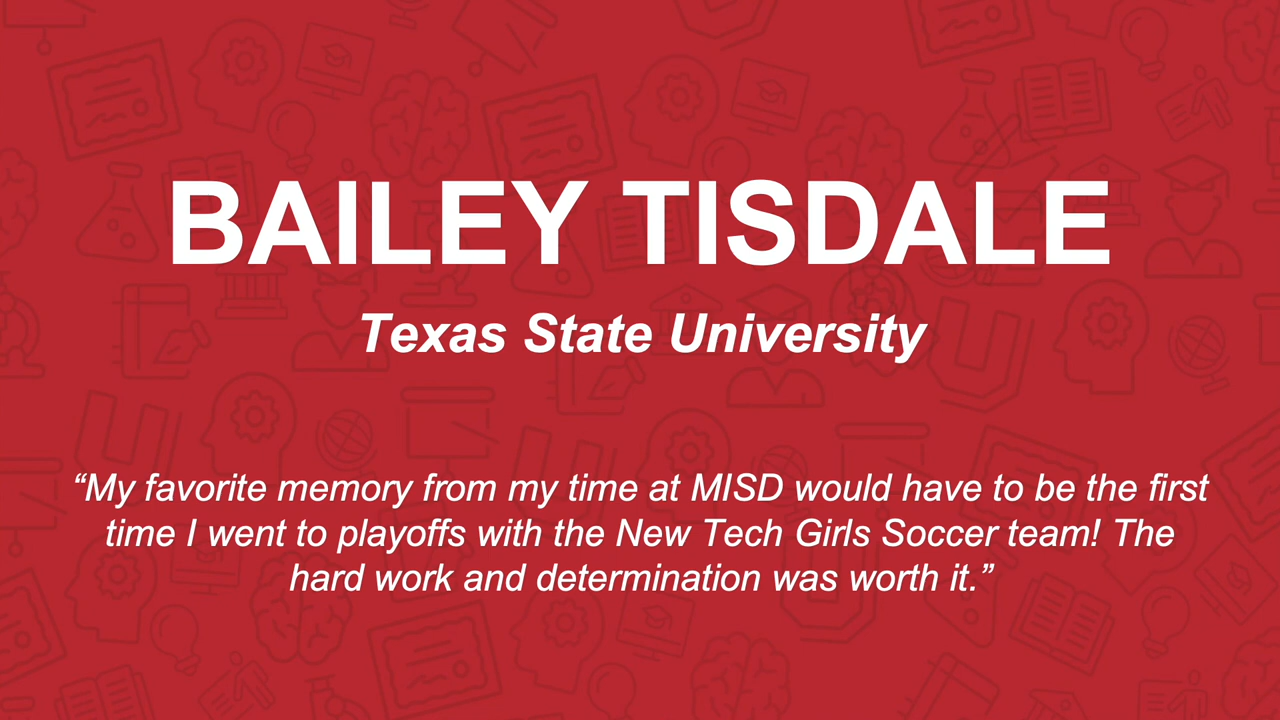 BAILEY TISDALE
Texas State University
“My favorite memory from my time at MISD would have to be the first
time I went to playoffs with the New Tech Girls Soccer team! The
hard work and determination was worth it.”